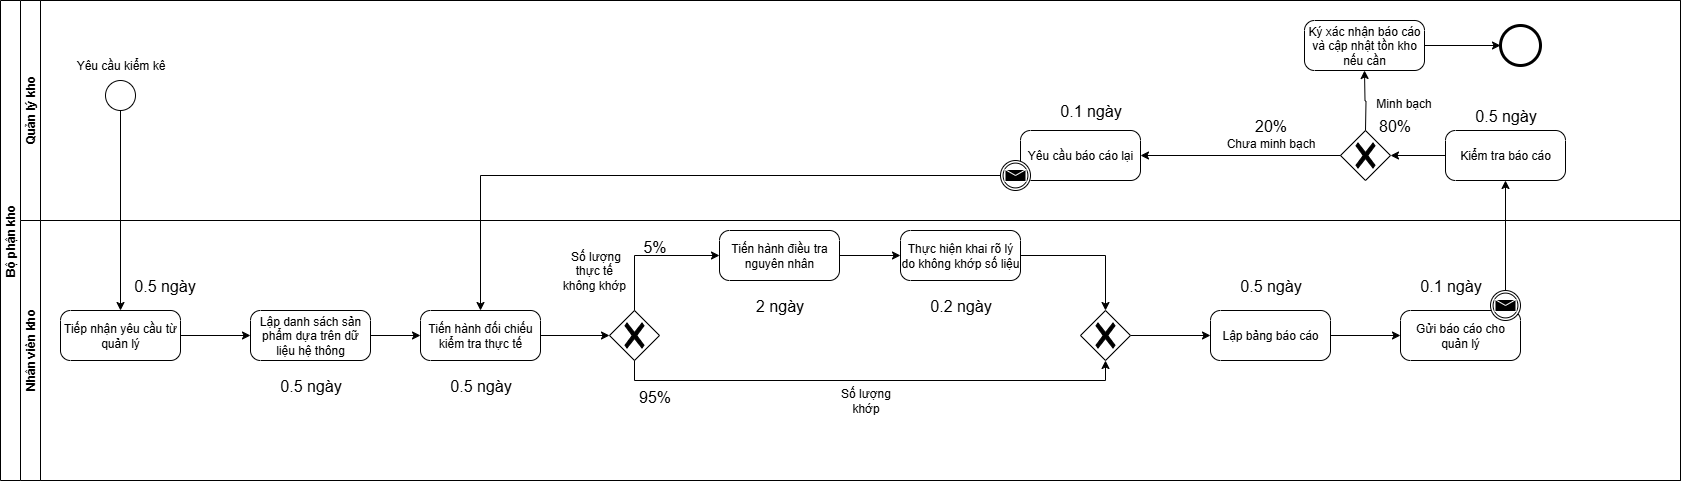 Bộ phận kho
Quản lý kho
Nhân viên kho
Yêu cầu kiểm kê
0.5 ngày
Tiếp nhận yêu cầu từ
quản lý
Lập danh sách sản
phẩm dựa trên dữ
liệu hệ thông
0.5 ngày
Tiến hành đối chiếu
kiểm tra thực tế
0.5 ngày
Số lượng
thực tế
không khớp
5%
95%
Tiến hành điều tra
nguyên nhân
2 ngày
Thực hiện khai rõ lý
do không khớp số liệu
0.2 ngày
Số lượng
khớp
0.5 ngày
Lập bảng báo cáo
0.1 ngày
Gửi báo cáo cho
quản lý
0.5 ngày
Kiểm tra báo cáo
Minh bạch
80%
20%
Chưa minh bạch
0.1 ngày
Yêu cầu báo cáo lại
Ký xác nhận báo cáo
và cập nhật tồn kho
nếu cần